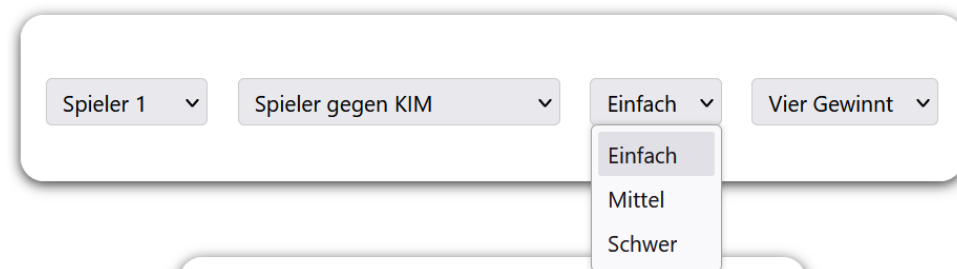 Spieler 1 Spieler gegen KIM Einfach Vier Gewinnt
Einfach
Mittel
Schwer